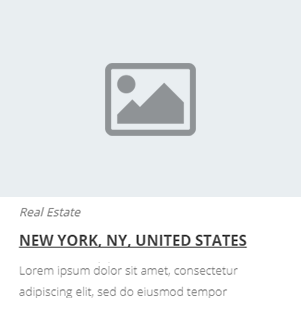 Real Estate
NEW YORK, NY, UNITED STATES
Lorem ipsum dolor sit amet, consectetur
adipiscing elit, sed do eiusmod tempor